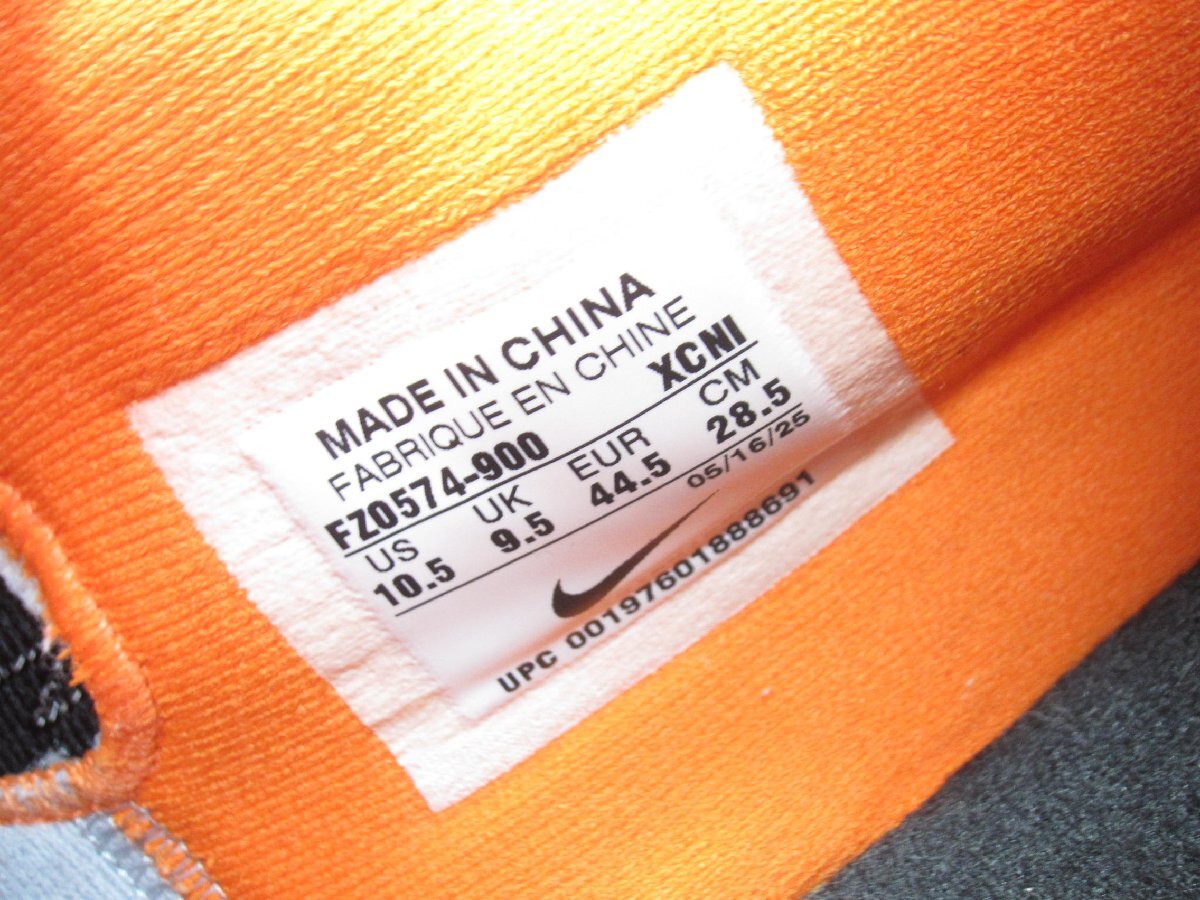 MADE IN CHINA
FABRIQUE EN CHINE
FZ0574-900 XCNI
US UK EUR CM
10.5 9.5 44.5 28.5
05/16/25
UPC 00197601888691